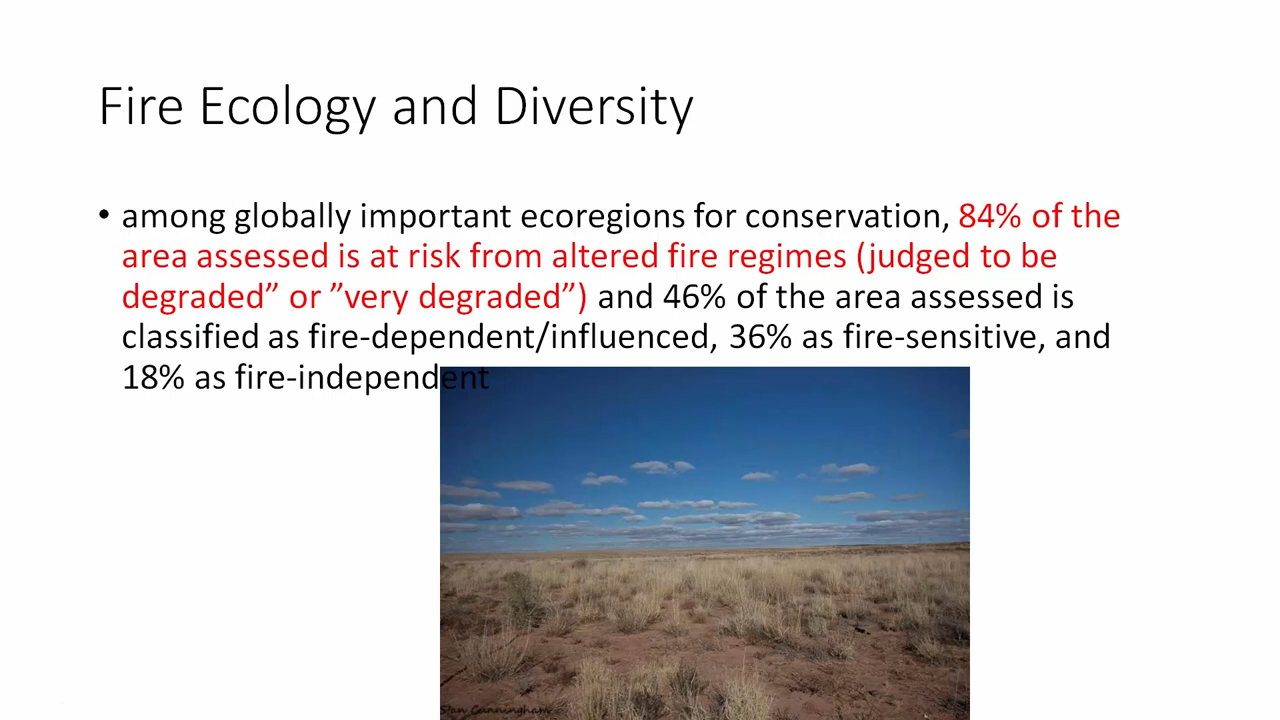 Fire Ecology and Diversity
• among globally important ecoregions for conservation, 84% of the
area assessed is at risk from altered fire regimes (judged to be
degraded” or ”very degraded”) and 46% of the area assessed is
classified as fire-dependent/influenced, 36% as fire-sensitive, and
18% as fire-independent
Stan Cunningham